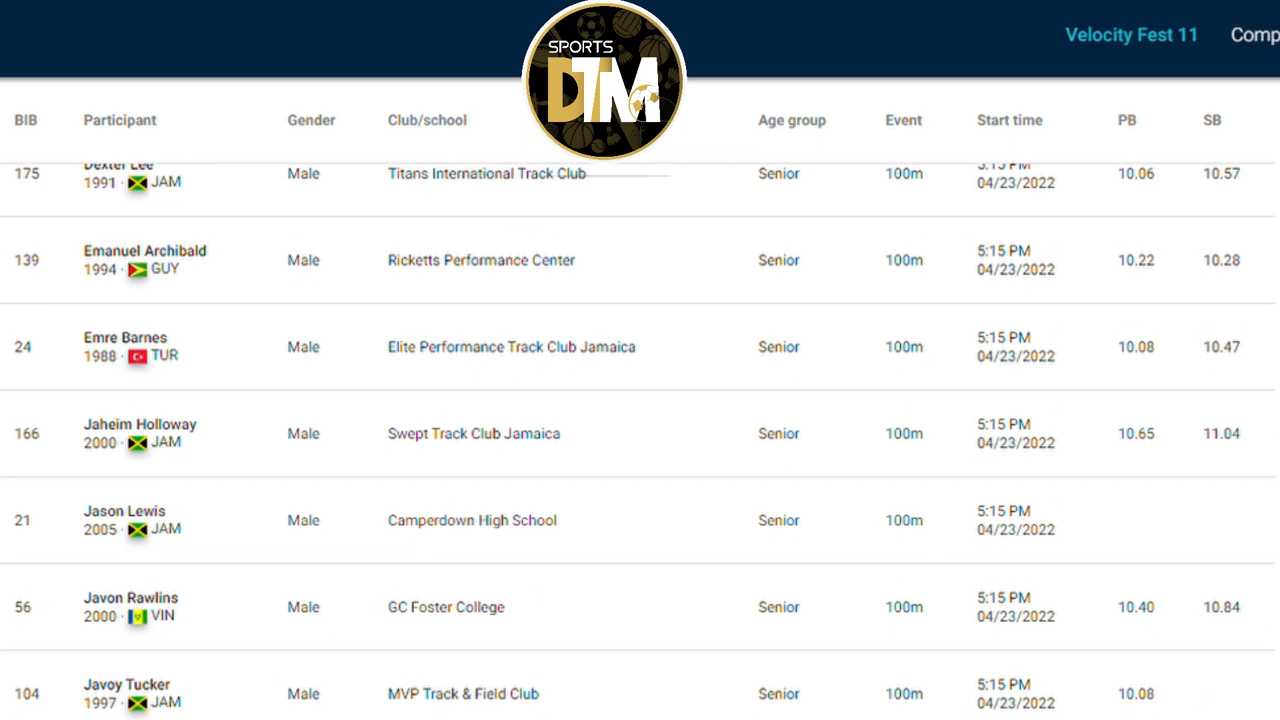 SPORTS
DTM
Velocity Fest 11
BIB Participant Gender Club/school Age group Event Start time PB SB
Dexter Lee 5:15 PM
175 Male Titans International Track Club Senior 100m 10.06 10.57
1991 · JAM 04/23/2022
Emanuel Archibald 5:15 PM
139 Male Ricketts Performance Center Senior 100m 10.22 10.28
1994 · GUY 04/23/2022
Emre Barnes 5:15 PM
24 Male Elite Performance Track Club Jamaica Senior 100m 10.08 10.47
1988 · TUR 04/23/2022
Jaheim Holloway 5:15 PM
166 Male Swept Track Club Jamaica Senior 100m 10.65 11.04
2000 · JAM 04/23/2022
Jason Lewis 5:15 PM
21 Male Camperdown High School Senior 100m
2005 · JAM 04/23/2022
Javon Rawlins 5:15 PM
56 Male GC Foster College Senior 100m 10.40 10.84
2000 · VIN 04/23/2022
Javoy Tucker 5:15 PM
104 Male MVP Track & Field Club Senior 100m 10.08
1997 · JAM 04/23/2022